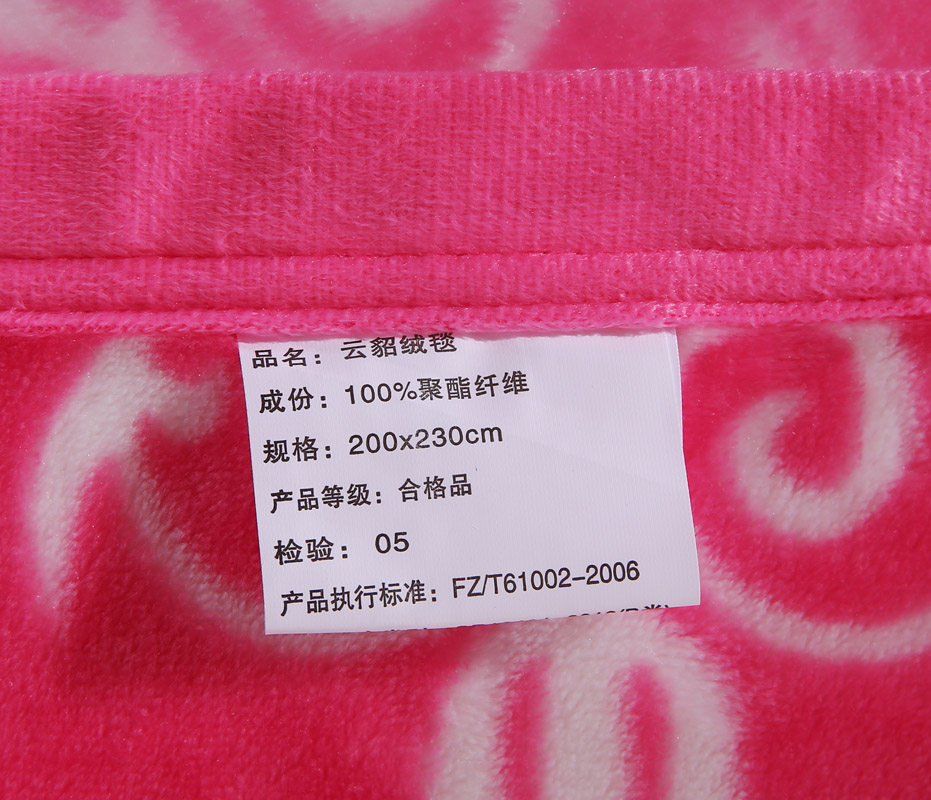 品名：云貂绒毯
成份：100%聚酯纤维
规格：200x230cm
产品等级：合格品
检验： 05
产品执行标准：FZ/T61002-2006